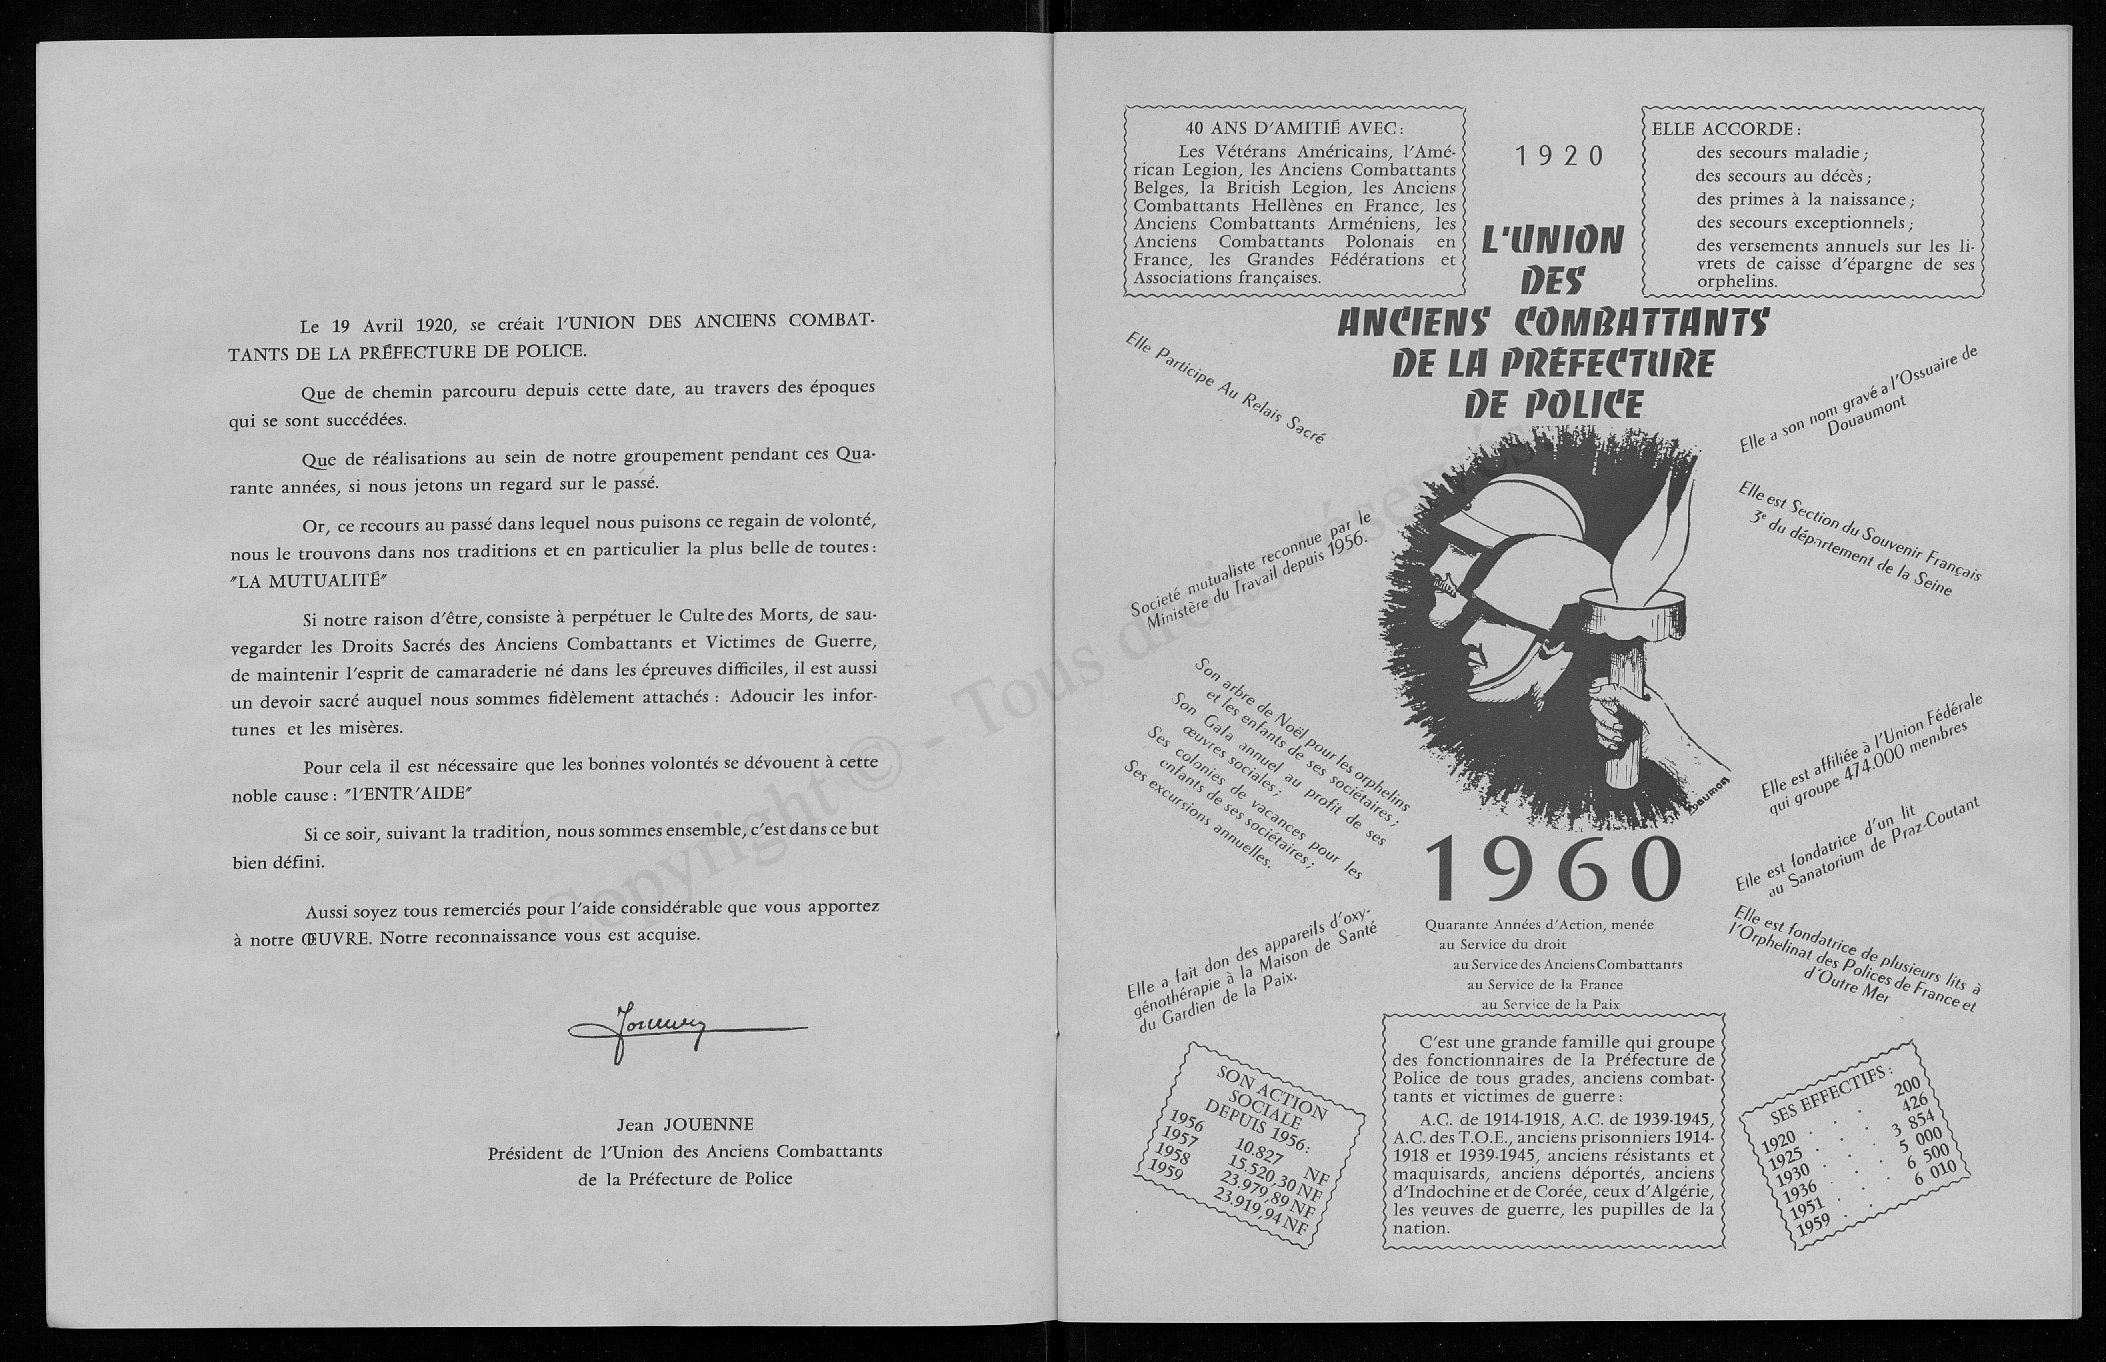 Le 19 Avril 1920, se créait l'UNION DES ANCIENS COMBAT-
TANTS DE LA PRÉFECTURE DE POLICE.
Que de chemin parcouru depuis cette date, au travers des époques
qui se sont succédées.
Que de réalisations au sein de notre groupement pendant ces Qua-
rante années, si nous jetons un regard sur le passé.
Or, ce recours au passé dans lequel nous puisons ce regain de volonté,
nous le trouvons dans nos traditions et en particulier la plus belle de toutes :
"LA MUTUALITÉ"
Si notre raison d'être, consiste à perpétuer le Culte des Morts, de sau-
vegarder les Droits Sacrés des Anciens Combattants et Victimes de Guerre,
de maintenir l'esprit de camaraderie né dans les épreuves difficiles, il est aussi
un devoir sacré auquel nous sommes fidèlement attachés : Adoucir les infor-
tunes et les misères.
Pour cela il est nécessaire que les bonnes volontés se dévouent à cette
noble cause : "l'ENTR'AIDE"
Si ce soir, suivant la tradition, nous sommes ensemble, c'est dans ce but
bien défini.
Aussi soyez tous remerciés pour l'aide considérable que vous apportez
à notre ŒUVRE. Notre reconnaissance vous est acquise.
Jouenne
Jean JOUENNE
Président de l'Union des Anciens Combattants
de la Préfecture de Police
40 ANS D'AMITIÉ AVEC :
Les Vétérans Américains, l'Amé-
rican Legion, les Anciens Combattants
Belges, la British Legion, les Anciens
Combattants Hellènes en France, les
Anciens Combattants Arméniens, les
Anciens Combattants Polonais en
France, les Grandes Fédérations et
Associations françaises.
1920
ELLE ACCORDE :
des secours maladie ;
des secours au décès ;
des primes à la naissance ;
des secours exceptionnels ;
des versements annuels sur les li-
vrets de caisse d'épargne de ses
orphelins.
L'UNION
DES
ANCIENS COMBATTANTS
DE LA PRÉFECTURE
DE POLICE
Elle Participe Au Relais Sacré
Elle a son nom gravé a l'Ossuaire de
Douaumont
Elle est Section du Souvenir Français
3e du département de la Seine
Societé mutualiste reconnue par le
Ministère du Travail depuis 1956.
Son arbre de Noël pour les orphelins
et les enfants de ses sociétaires ;
Son Gala annuel au profit de ses
œuvres sociales ;
Ses colonies de vacances pour les
enfants de ses sociétaires ;
Ses excursions annuelles.
Elle est affiliée à l'Union Fédérale
qui groupe 474.000 membres
Elle est fondatrice d'un lit
au Sanatorium de Praz-Coutant
Daumon
1960
Elle est fondatrice de plusieurs lits à
l'Orphelinat des Polices de France et
d'Outre Mer
Quarante Années d'Action, menée
au Service du droit
au Service des Anciens Combattants
au Service de la France
au Service de la Paix
Elle a fait don des appareils d'oxy-
génothérapie à la Maison de Santé
du Gardien de la Paix.
SON ACTION
SOCIALE
DEPUIS 1956 :
1956 10.827 NF
1957 15.520,30 NF
1958 23.979,89 NF
1959 23.919,94 NF
C'est une grande famille qui groupe
des fonctionnaires de la Préfecture de
Police de tous grades, anciens combat-
tants et victimes de guerre :
A.C. de 1914-1918, A.C. de 1939-1945,
A.C. des T.O.E., anciens prisonniers 1914-
1918 et 1939-1945, anciens résistants et
maquisards, anciens déportés, anciens
d'Indochine et de Corée, ceux d'Algérie,
les veuves de guerre, les pupilles de la
nation.
SES EFFECTIFS :
1920 . . . 200
1925 . . . 426
1930 . . . 3 854
1936 . . . 5 000
1951 . . . 6 500
1959 . . . 6 010
Copyright © - Tous droits réservés.